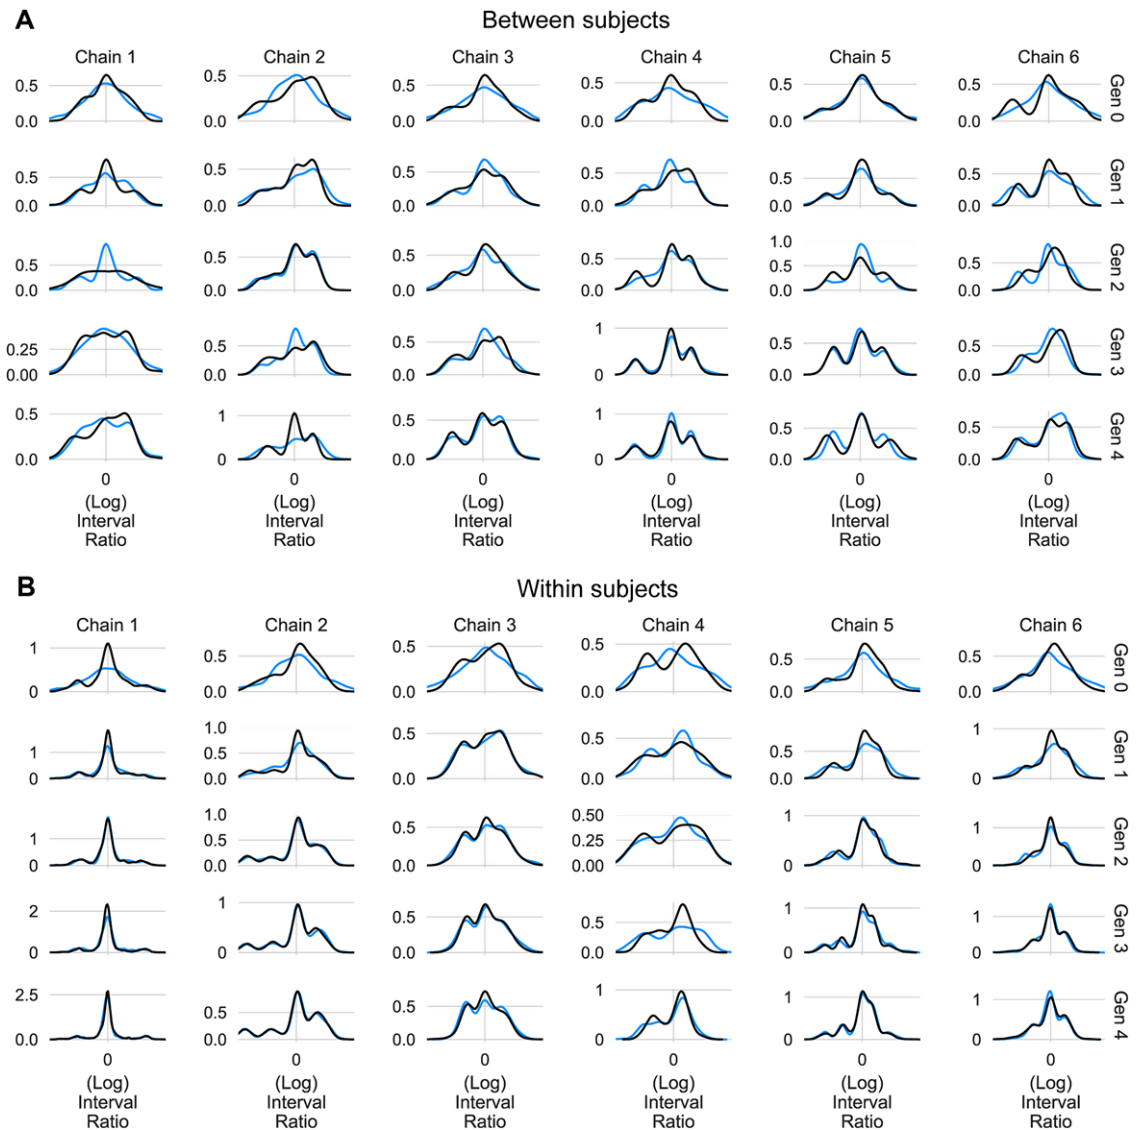 A
Between subjects
Chain 1 Chain 2 Chain 3 Chain 4 Chain 5 Chain 6
0.5 0.5 0.5 0.5 0.5 0.5 Gen 0
0.0 0.0 0.0 0.0 0.0 0.0
0.5 0.5 0.5 0.5 0.5 0.5 Gen 1
0.0 0.0 0.0 0.0 0.0 0.0
1.0
0.5 0.5 0.5 0.5 0.5 0.5 Gen 2
0.0 0.0 0.0 0.0 0.0 0.0
0.25 0.5 0.5 1 0.5 0.5 Gen 3
0.00 0.0 0.0 0 0.0 0.0
0.5 1 0.5 1 0.5 0.5 Gen 4
0.0 0 0.0 0 0.0 0.0
0 0 0 0 0 0
(Log) (Log) (Log) (Log) (Log) (Log)
Interval Interval Interval Interval Interval Interval
Ratio Ratio Ratio Ratio Ratio Ratio
B
Within subjects
Chain 1 Chain 2 Chain 3 Chain 4 Chain 5 Chain 6
1 0.5 0.5 0.5 0.5 0.5 Gen 0
0 0.0 0.0 0.0 0.0 0.0
1.0
1 0.5 0.5 0.5 0.5 1 Gen 1
0 0.0 0.0 0.0 0.0 0
1.0 0.50
1 0.5 0.5 0.25 1 1 Gen 2
0 0.0 0.0 0.00 0 0
2 1 0.5 0.5 1 1 Gen 3
0 0 0.0 0.0 0 0
2.5 0.5 0.5 1 1 1 Gen 4
0.0 0.0 0.0 0 0 0
0 0 0 0 0 0
(Log) (Log) (Log) (Log) (Log) (Log)
Interval Interval Interval Interval Interval Interval
Ratio Ratio Ratio Ratio Ratio Ratio